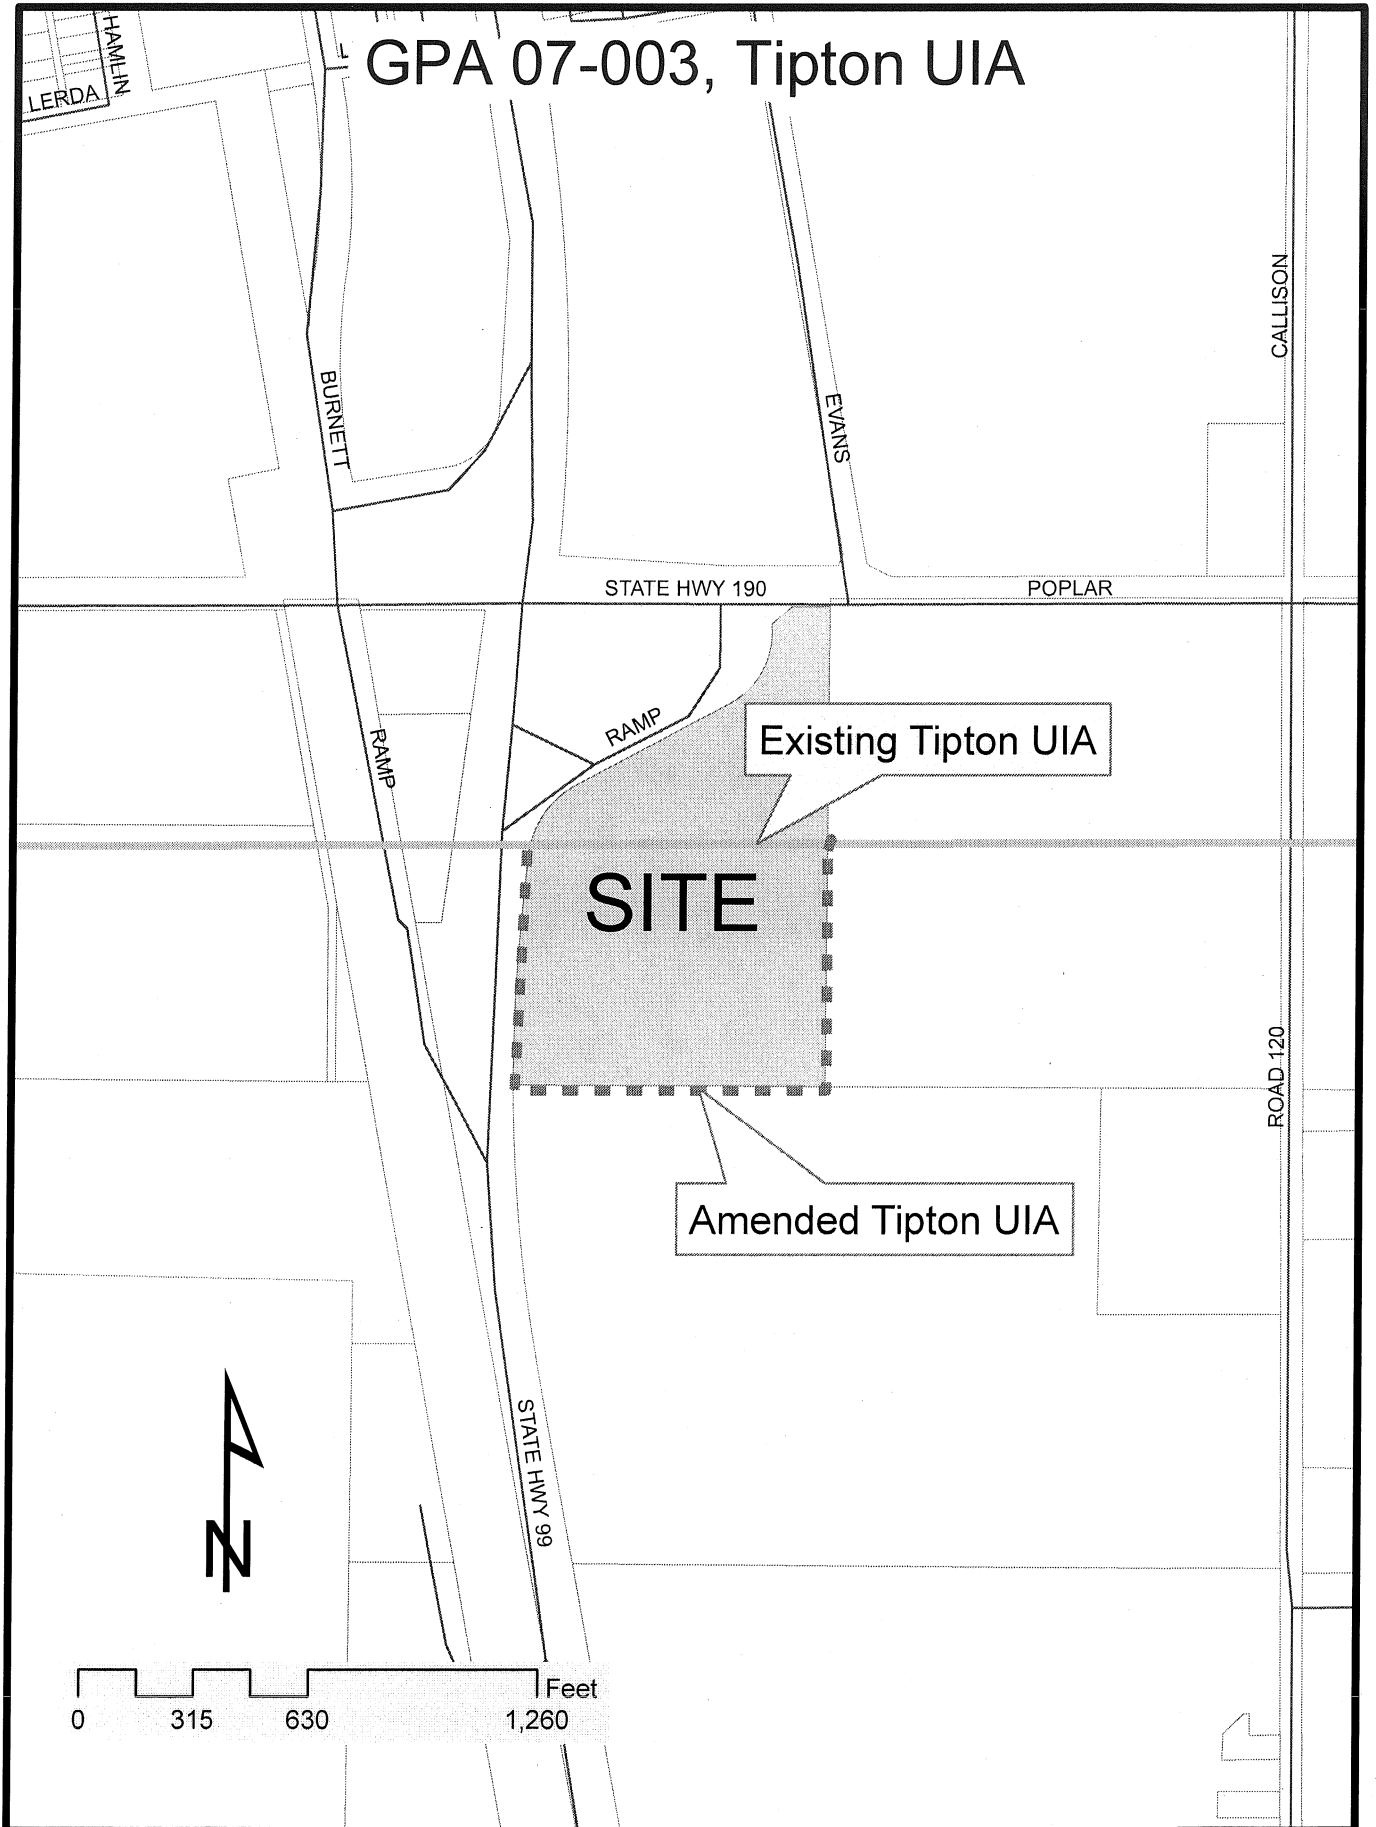 GPA 07-003, Tipton UIA
HAMLIN
LERDA
L
CALLISON
BURNETT
EVANS
STATE HWY 190
POPLAR
RAMP
RAMP
Existing Tipton UIA
SITE
ROAD 120
Amended Tipton UIA
STATE HWY 99
N
Feet
0 315 630 1,260